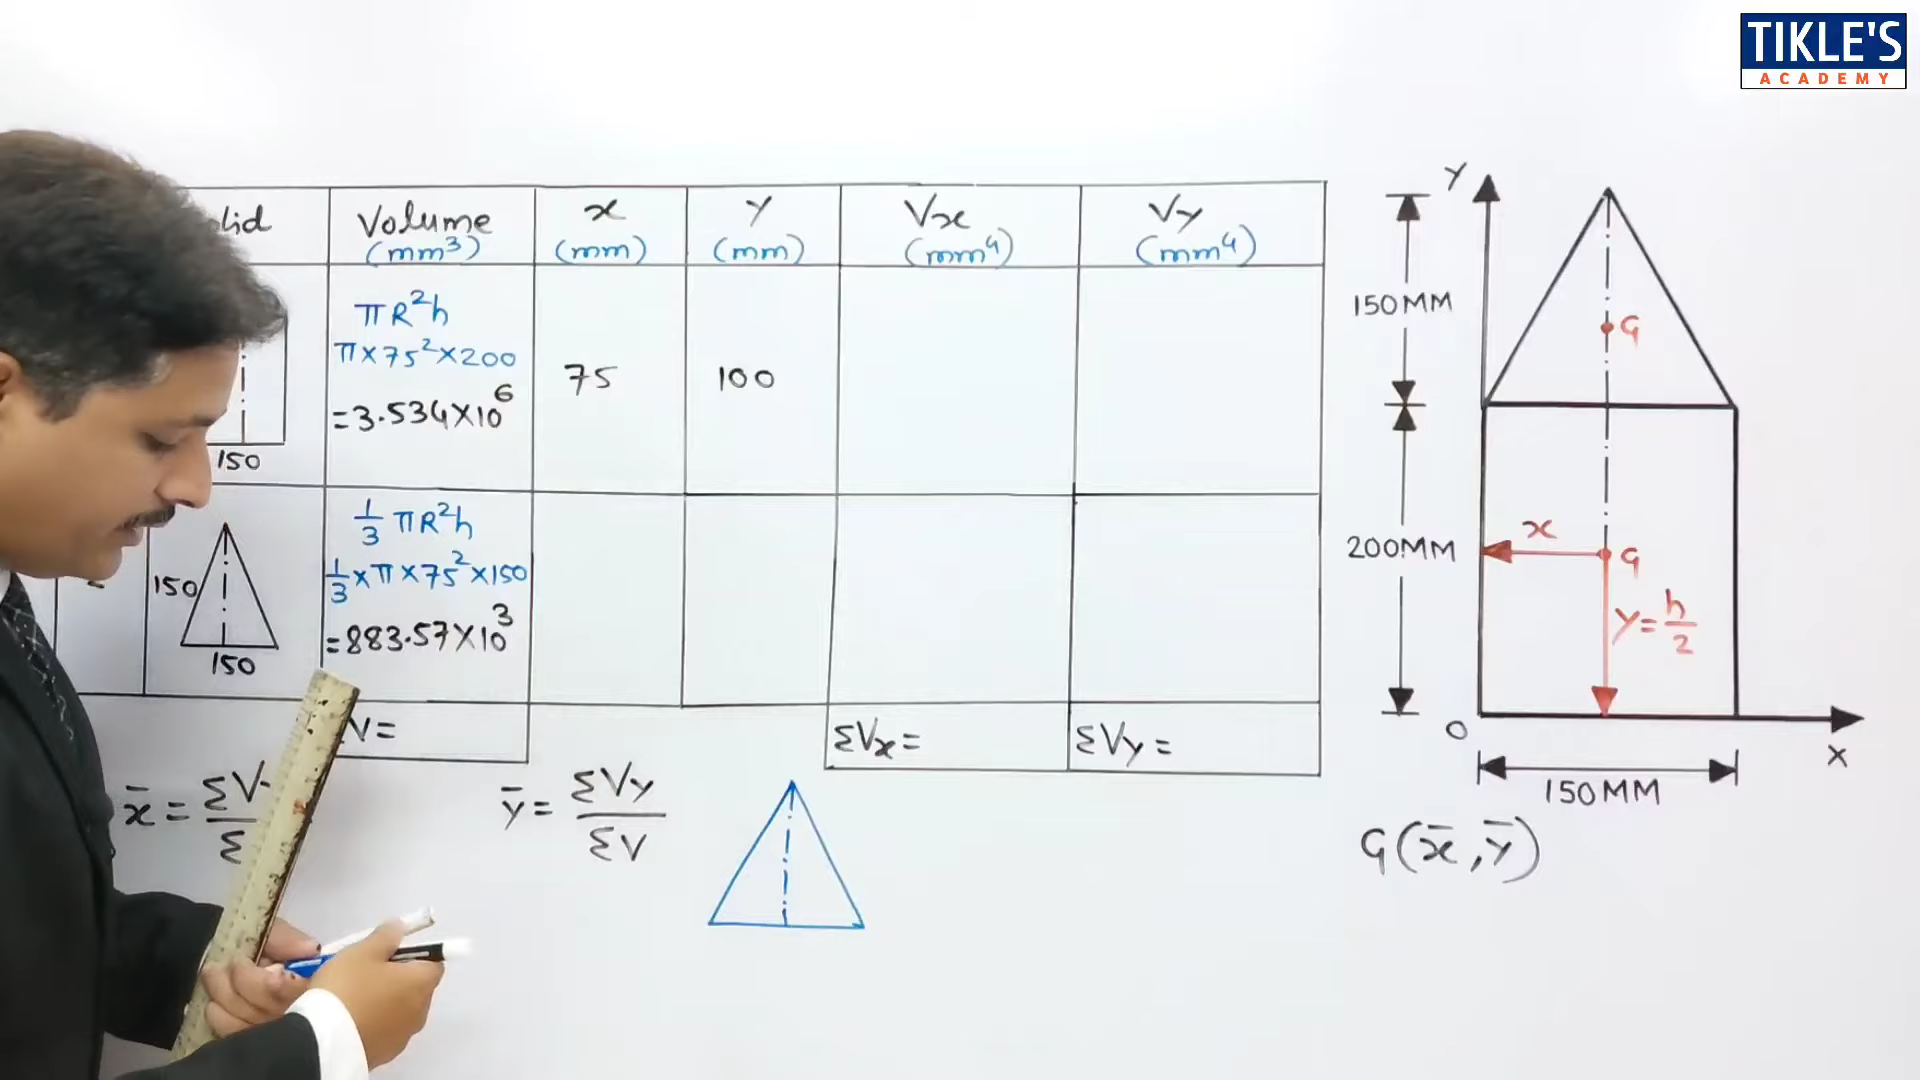 TIKLE'S
ACADEMY
Volume x y Vx Vy
(mm³) (mm) (mm) (mm⁴) (mm⁴)
πR²h
π×75²×200
=3.534×10⁶
75
100
150
1/3 πR²h
1/3×π×75²×150
=883.57×10³
150
150
V=
ΣVx=
ΣVy=
x̄ =
ȳ = ΣVy/ΣV
Y
150MM
G
200MM
x
G
y=h/2
O
X
150MM
G(x̄,ȳ)